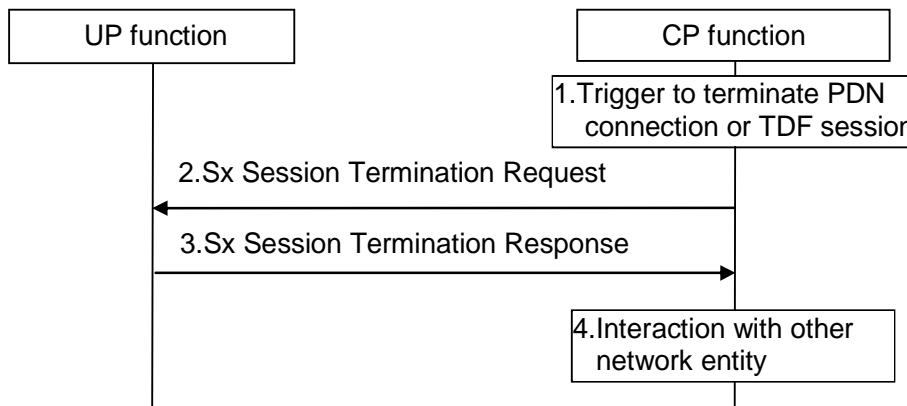 UP function
CP function
1.Trigger to terminate PDN
connection or TDF session
2.Sx Session Termination Request
3.Sx Session Termination Response
4.Interaction with other
network entity